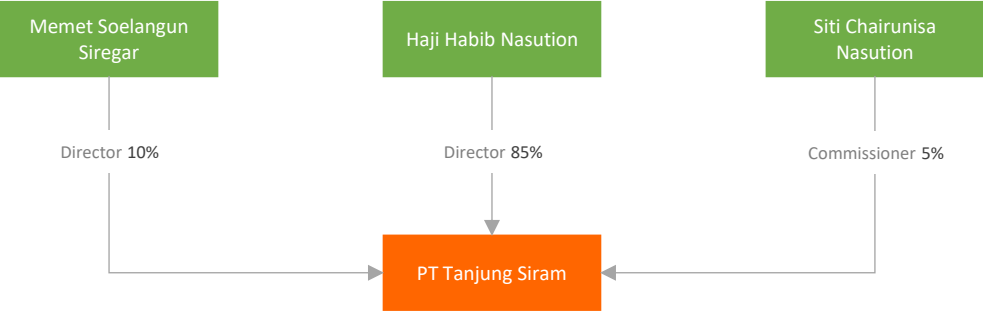 Memet Soelangun
Siregar
Haji Habib Nasution
Siti Chairunisa
Nasution
Director 10%
Director 85%
Commissioner 5%
PT Tanjung Siram